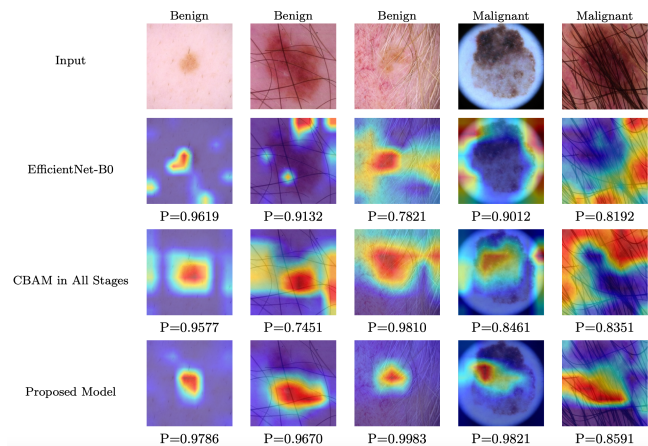 Benign Benign Benign Malignant Malignant
Input
EfficientNet-B0
P=0.9619 P=0.9132 P=0.7821 P=0.9012 P=0.8192
CBAM in All Stages
P=0.9577 P=0.7451 P=0.9810 P=0.8461 P=0.8351
Proposed Model
P=0.9786 P=0.9670 P=0.9983 P=0.9821 P=0.8591